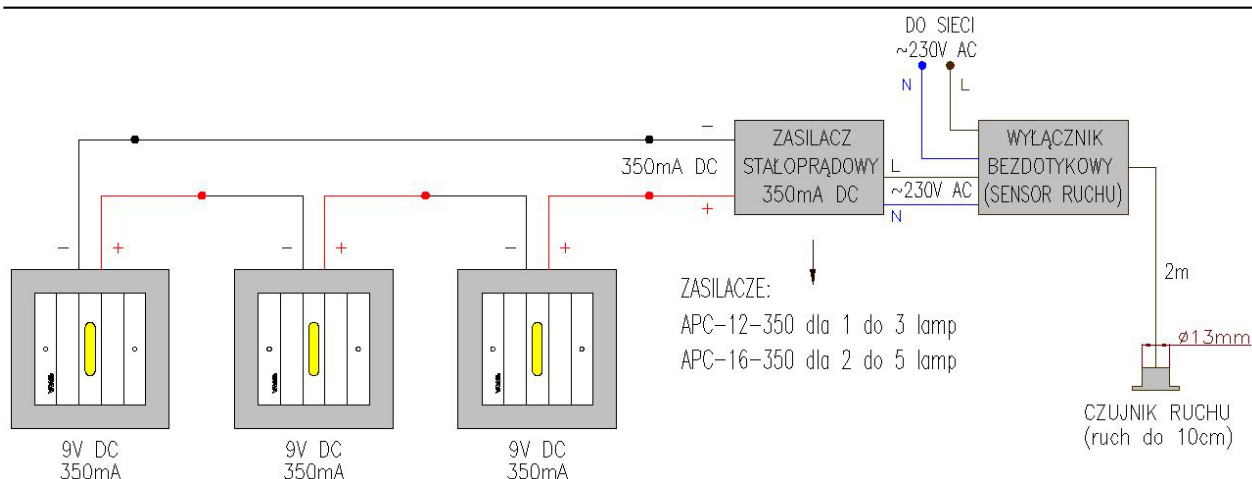 DO SIECI
~230V AC
N
L
−
ZASILACZ
STAŁOPRĄDOWY
350mA DC
350mA DC
+
L
~230V AC
N
WYŁĄCZNIK
BEZDOTYKOWY
(SENSOR RUCHU)
−
+
−
+
−
+
2m
ZASILACZE:
APC-12-350 dla 1 do 3 lamp
APC-16-350 dla 2 do 5 lamp
ø13mm
CZUJNIK RUCHU
(ruch do 10cm)
9V DC
350mA
9V DC
350mA
9V DC
350mA